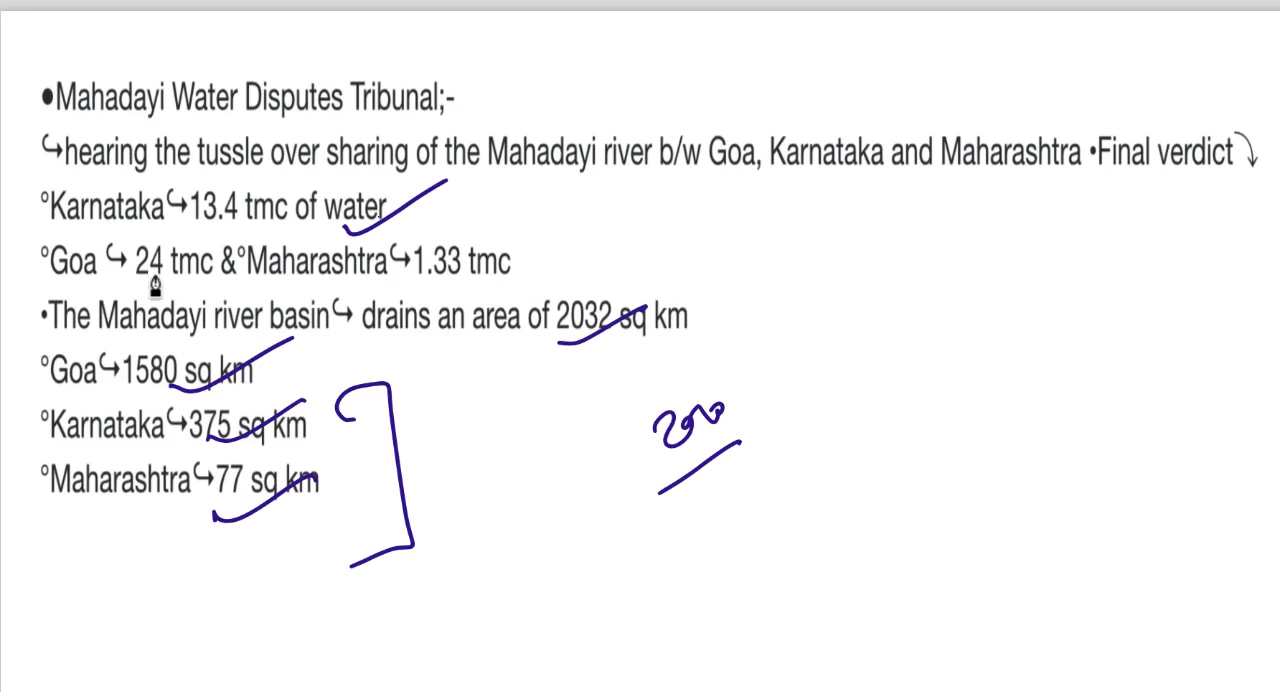 ●Mahadayi Water Disputes Tribunal;-
↪hearing the tussle over sharing of the Mahadayi river b/w Goa, Karnataka and Maharashtra •Final verdict⤵
°Karnataka↪13.4 tmc of water
°Goa ↪ 24 tmc &°Maharashtra↪1.33 tmc
•The Mahadayi river basin↪ drains an area of 2032 sq km
°Goa↪1580 sq km
°Karnataka↪375 sq km
°Maharashtra↪77 sq km